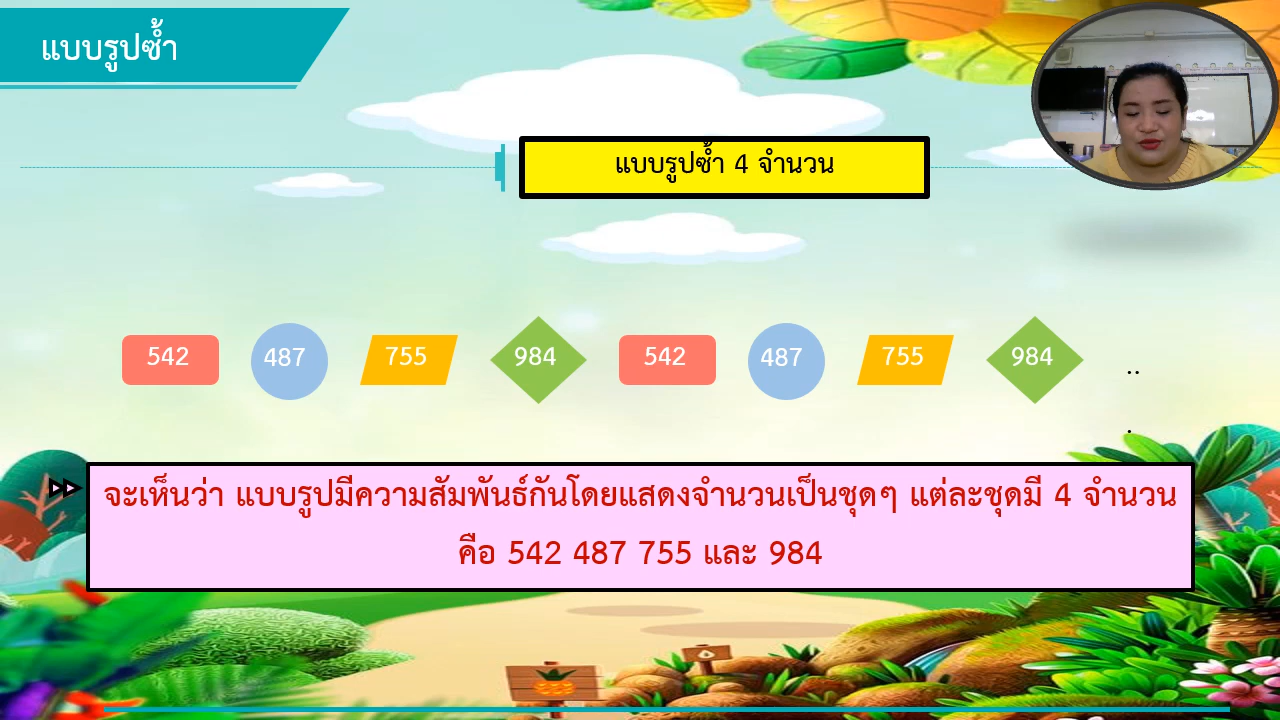 แบบรูปซ้ำ
แบบรูปซ้ำ 4 จำนวน
542 487 755 984 542 487 755 984 ..
.
จะเห็นว่า แบบรูปมีความสัมพันธ์กันโดยแสดงจำนวนเป็นชุดๆ แต่ละชุดมี 4 จำนวน
คือ 542 487 755 และ 984